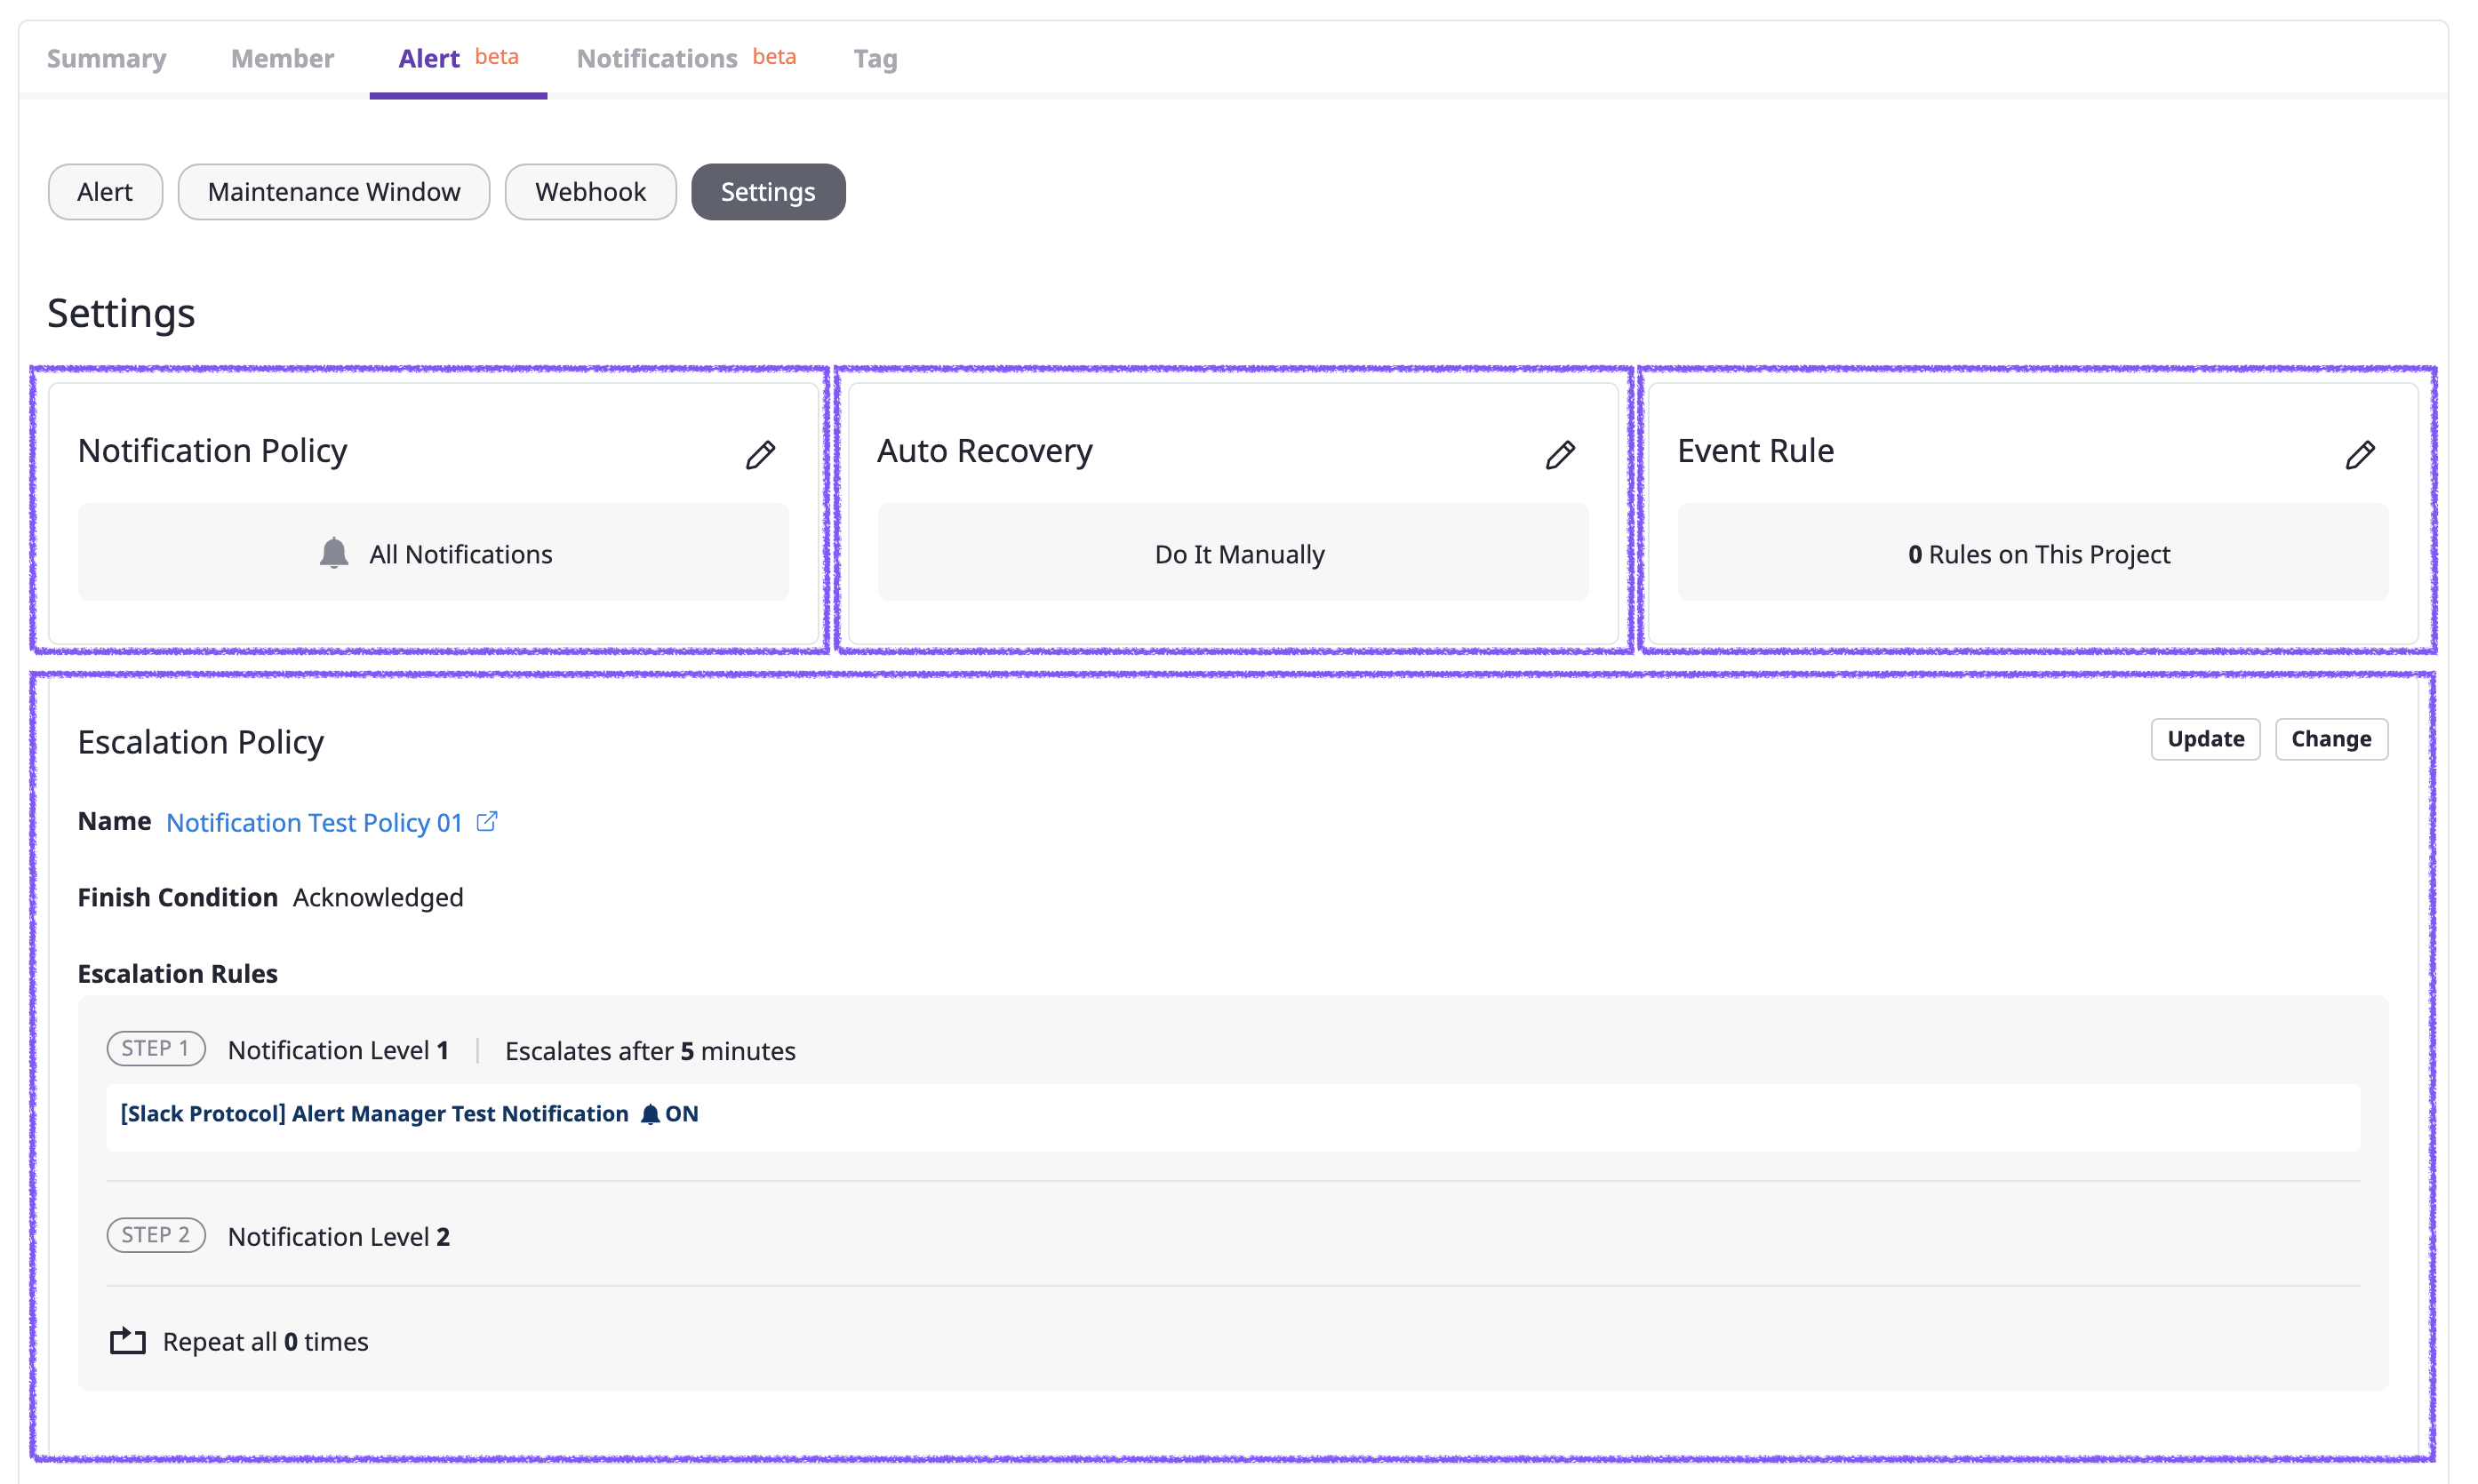 Summary Member Alert beta Notifications beta Tag
Alert Maintenance Window Webhook Settings
Settings
Notification Policy Auto Recovery Event Rule
All Notifications Do It Manually 0 Rules on This Project
Escalation Policy Update Change
Name Notification Test Policy 01
Finish Condition Acknowledged
Escalation Rules
STEP 1 Notification Level 1 Escalates after 5 minutes
[Slack Protocol] Alert Manager Test Notification ON
STEP 2 Notification Level 2
Repeat all 0 times